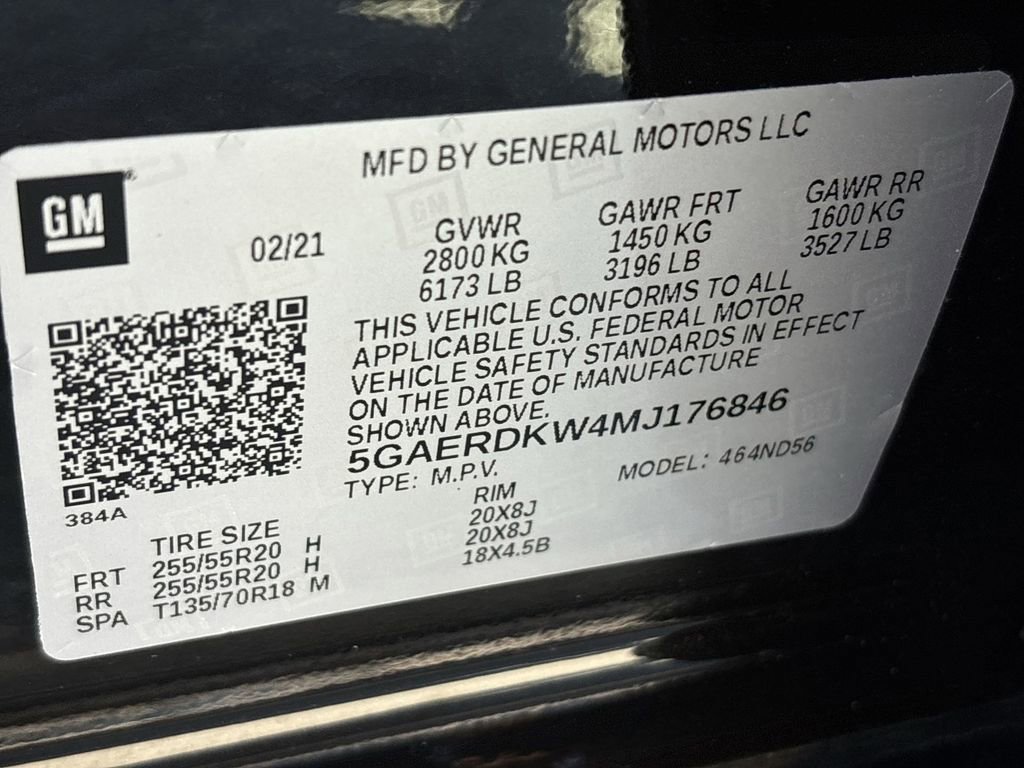 MFD BY GENERAL MOTORS LLC
GM
02/21
GVWR GAWR FRT GAWR RR
2800 KG 1450 KG 1600 KG
6173 LB 3196 LB 3527 LB
THIS VEHICLE CONFORMS TO ALL
APPLICABLE U.S. FEDERAL MOTOR
VEHICLE SAFETY STANDARDS IN EFFECT
ON THE DATE OF MANUFACTURE
SHOWN ABOVE.
5GAERDKW4MJ176846
TYPE: M.P.V. MODEL: 464ND56
384A
TIRE SIZE RIM
FRT 255/55R20 H 20X8J
RR 255/55R20 H 20X8J
SPA T135/70R18 M 18X4.5B